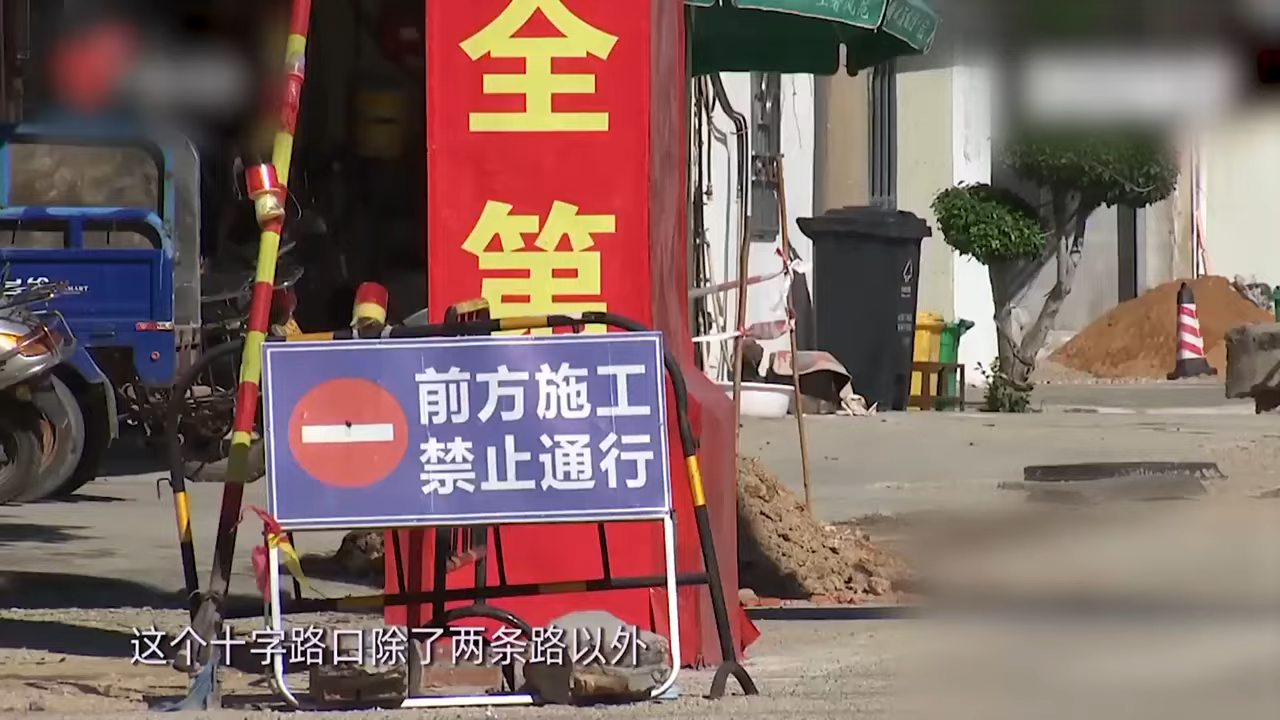 全
第
前方施工
禁止通行
这个十字路口除了两条路以外